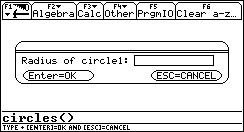 F1▼ F2▼ F3▼ F4▼ F5 F6
Algebra Calc Other PrgmIO Clear a-z…
Radius of circle1:
Enter=OK ESC=CANCEL
circles()
TYPE + [ENTER]=OK AND [ESC]=CANCEL